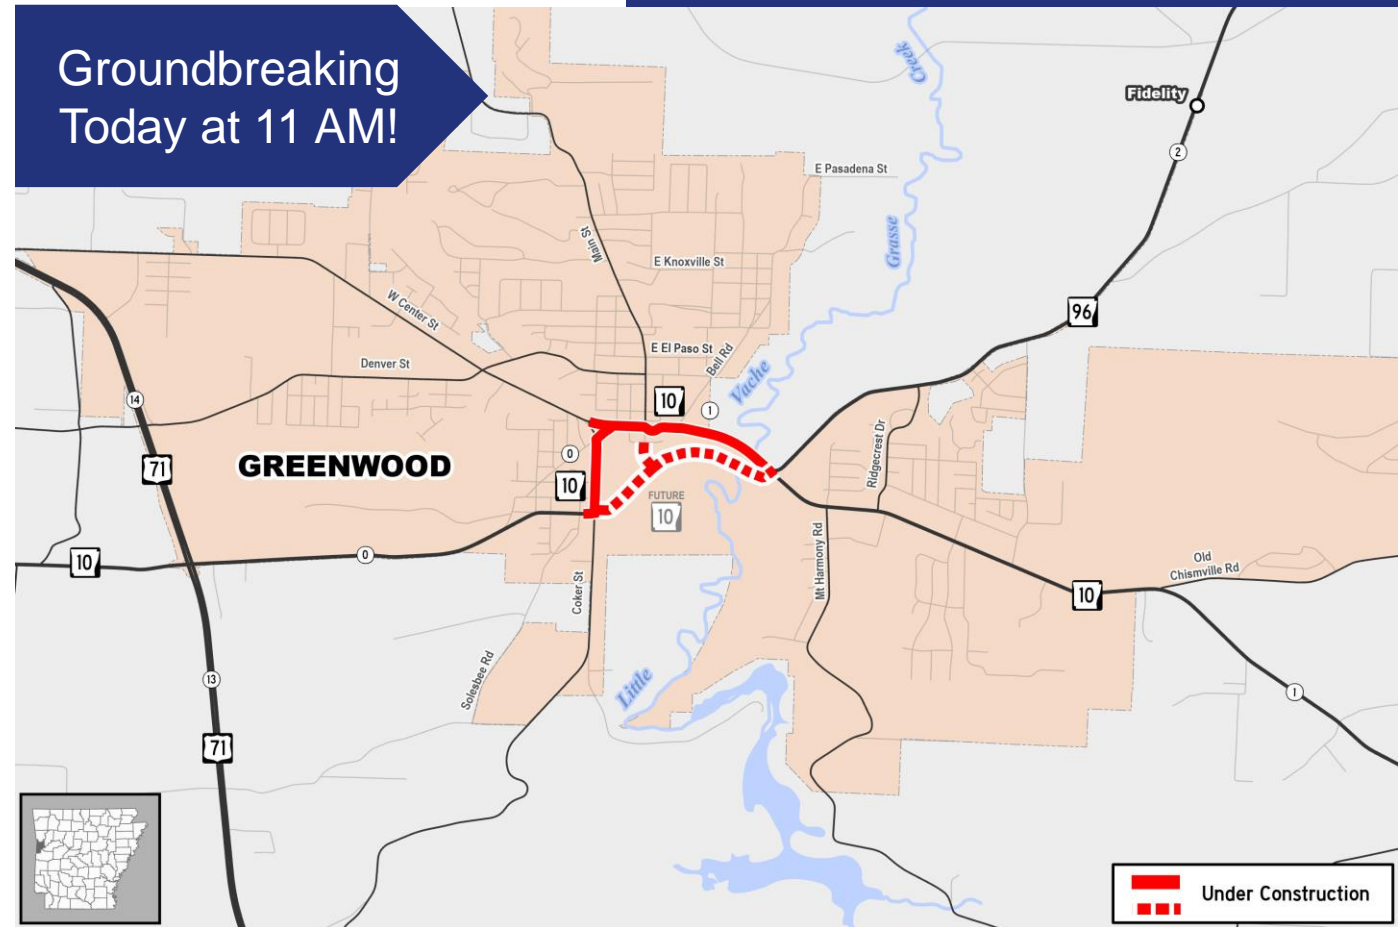 Groundbreaking
Today at 11 AM!
Creek
Fidelity
2
E Pasadena St
Main St
Grasse
E Knoxville St
W Center St
96
E El Paso St
Bell Rd
Denver St
Vache
14
10
1
Ridgecrest Dr
71
GREENWOOD
0
10
FUTURE
10
Mt Harmony Rd
10
0
Old
Chismville Rd
Coker St
10
Solesbee Rd
13
Little
1
71
Under Construction